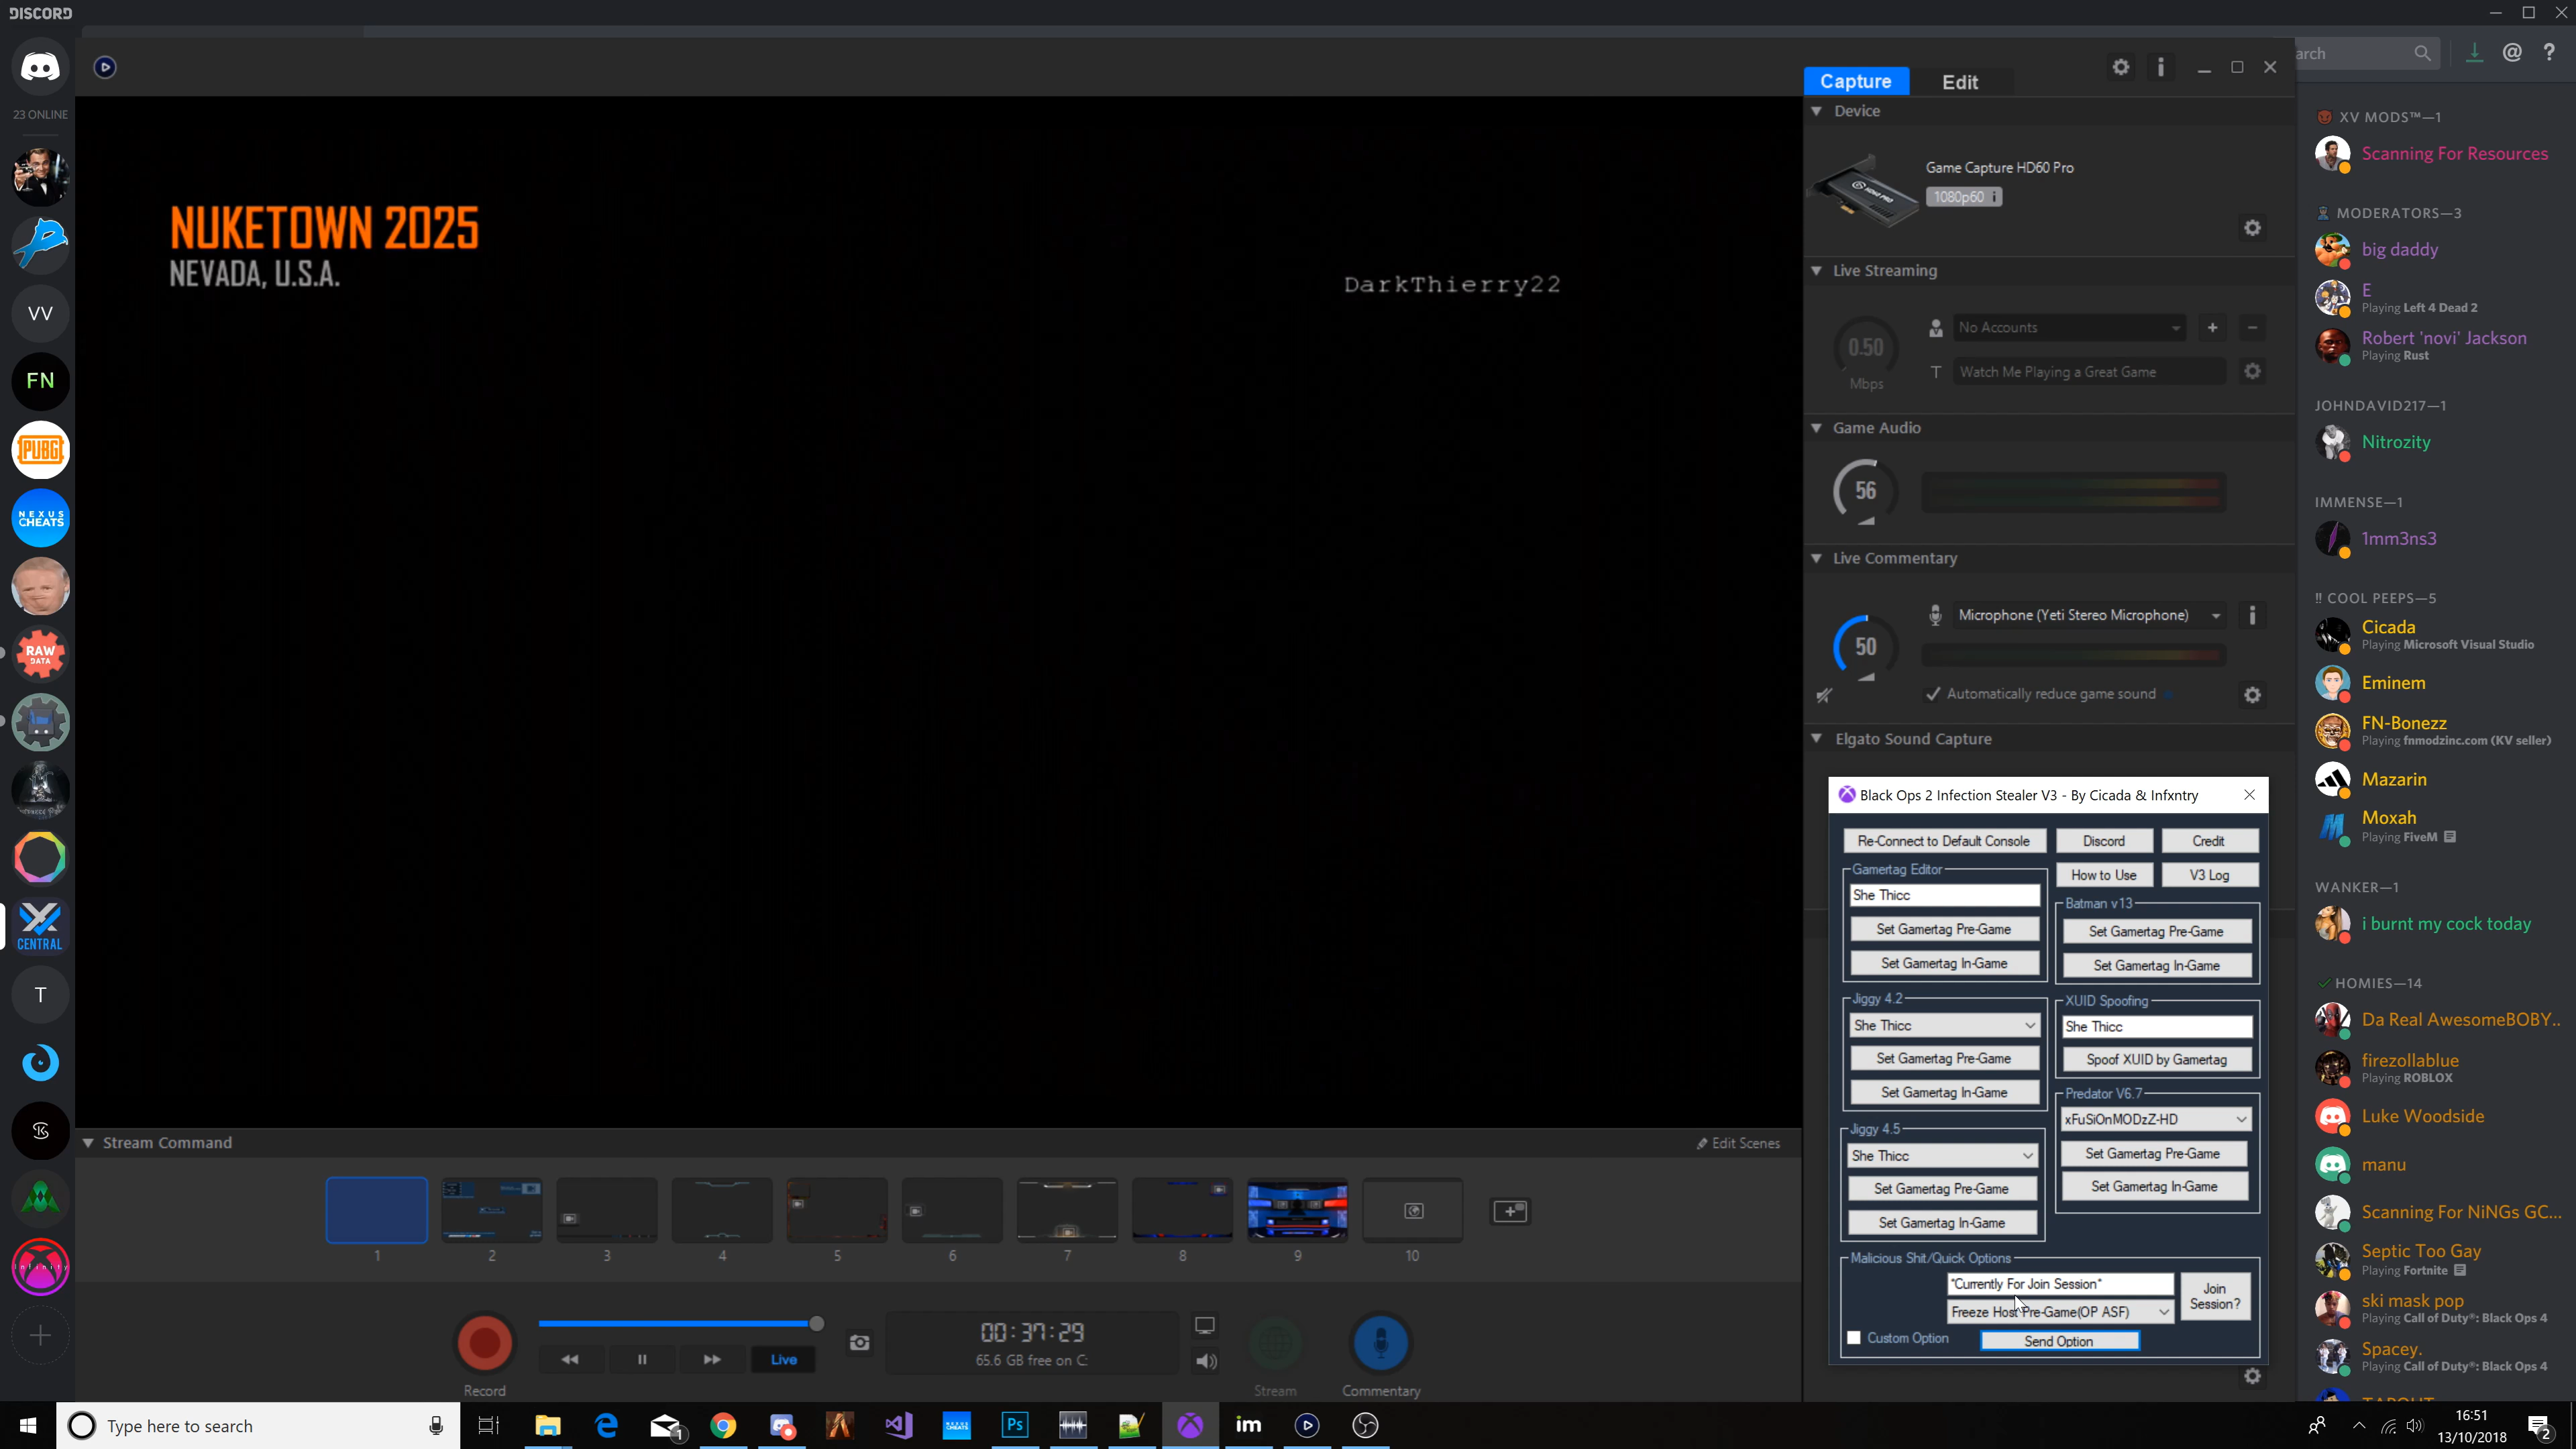 DISCORD
23 ONLINE
VV
FN
PUBG
NEXUS
CHEATS
RAW
DATA
CENTRAL
T
Infinity
NUKETOWN 2025
NEVADA, U.S.A.
DarkThierry22
Capture
Edit
Device
Game Capture HD60 Pro
1080p60 i
Live Streaming
0.50
Mbps
No Accounts
T Watch Me Playing a Great Game
Game Audio
56
Live Commentary
Microphone (Yeti Stereo Microphone)
50
Automatically reduce game sound
Elgato Sound Capture
Black Ops 2 Infection Stealer V3 - By Cicada & Infxntry
Re-Connect to Default Console
Discord
Credit
Gamertag Editor
She Thicc
Set Gamertag Pre-Game
Set Gamertag In-Game
How to Use
V3 Log
Batman v13
Set Gamertag Pre-Game
Set Gamertag In-Game
Jiggy 4.2
She Thicc
Set Gamertag Pre-Game
Set Gamertag In-Game
XUID Spoofing
She Thicc
Spoof XUID by Gamertag
Jiggy 4.5
She Thicc
Set Gamertag Pre-Game
Set Gamertag In-Game
Predator V6.7
xFuSiOnMODzZ-HD
Set Gamertag Pre-Game
Set Gamertag In-Game
Malicious Shit/Quick Options
"Currently For Join Session"
Freeze Host Pre-Game(OP ASF)
Join
Session?
Custom Option
Send Option
Stream Command
Edit Scenes
1 2 3 4 5 6 7 8 9 10
Record
Live
00:37:29
65.6 GB free on C:
Stream
Commentary
arch
XV MODS™—1
Scanning For Resources
MODERATORS—3
big daddy
E
Playing Left 4 Dead 2
Robert 'novi' Jackson
Playing Rust
JOHNDAVID217—1
Nitrozity
IMMENSE—1
1mm3ns3
!! COOL PEEPS—5
Cicada
Playing Microsoft Visual Studio
Eminem
FN-Bonezz
Playing fnmodzinc.com (KV seller)
Mazarin
Moxah
Playing FiveM
WANKER—1
i burnt my cock today
HOMIES—14
Da Real AwesomeBOBY...
firezollablue
Playing ROBLOX
Luke Woodside
manu
Scanning For NiNGs GC...
Septic Too Gay
Playing Fortnite
ski mask pop
Playing Call of Duty®: Black Ops 4
Spacey.
Playing Call of Duty®: Black Ops 4
Type here to search
1
Ps
im
16:51
13/10/2018
2